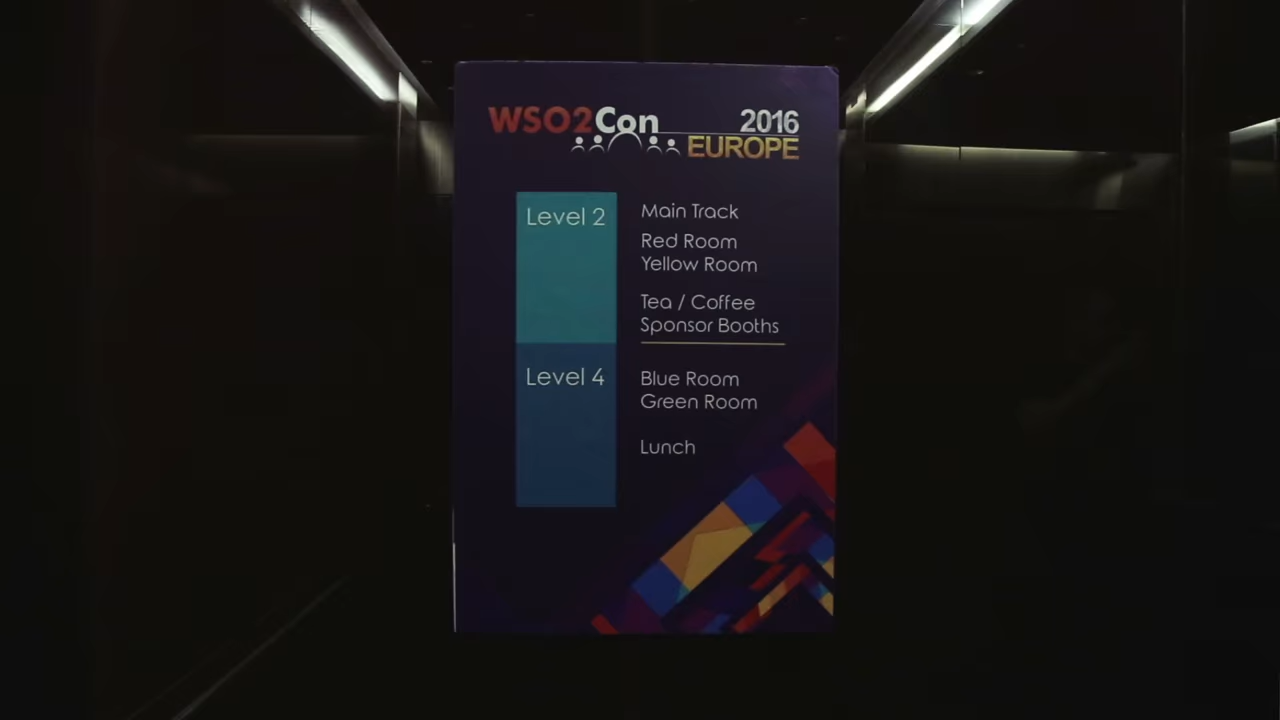 WSO2Con 2016
EUROPE
Level 2
Main Track
Red Room
Yellow Room
Tea / Coffee
Sponsor Booths
Level 4
Blue Room
Green Room
Lunch